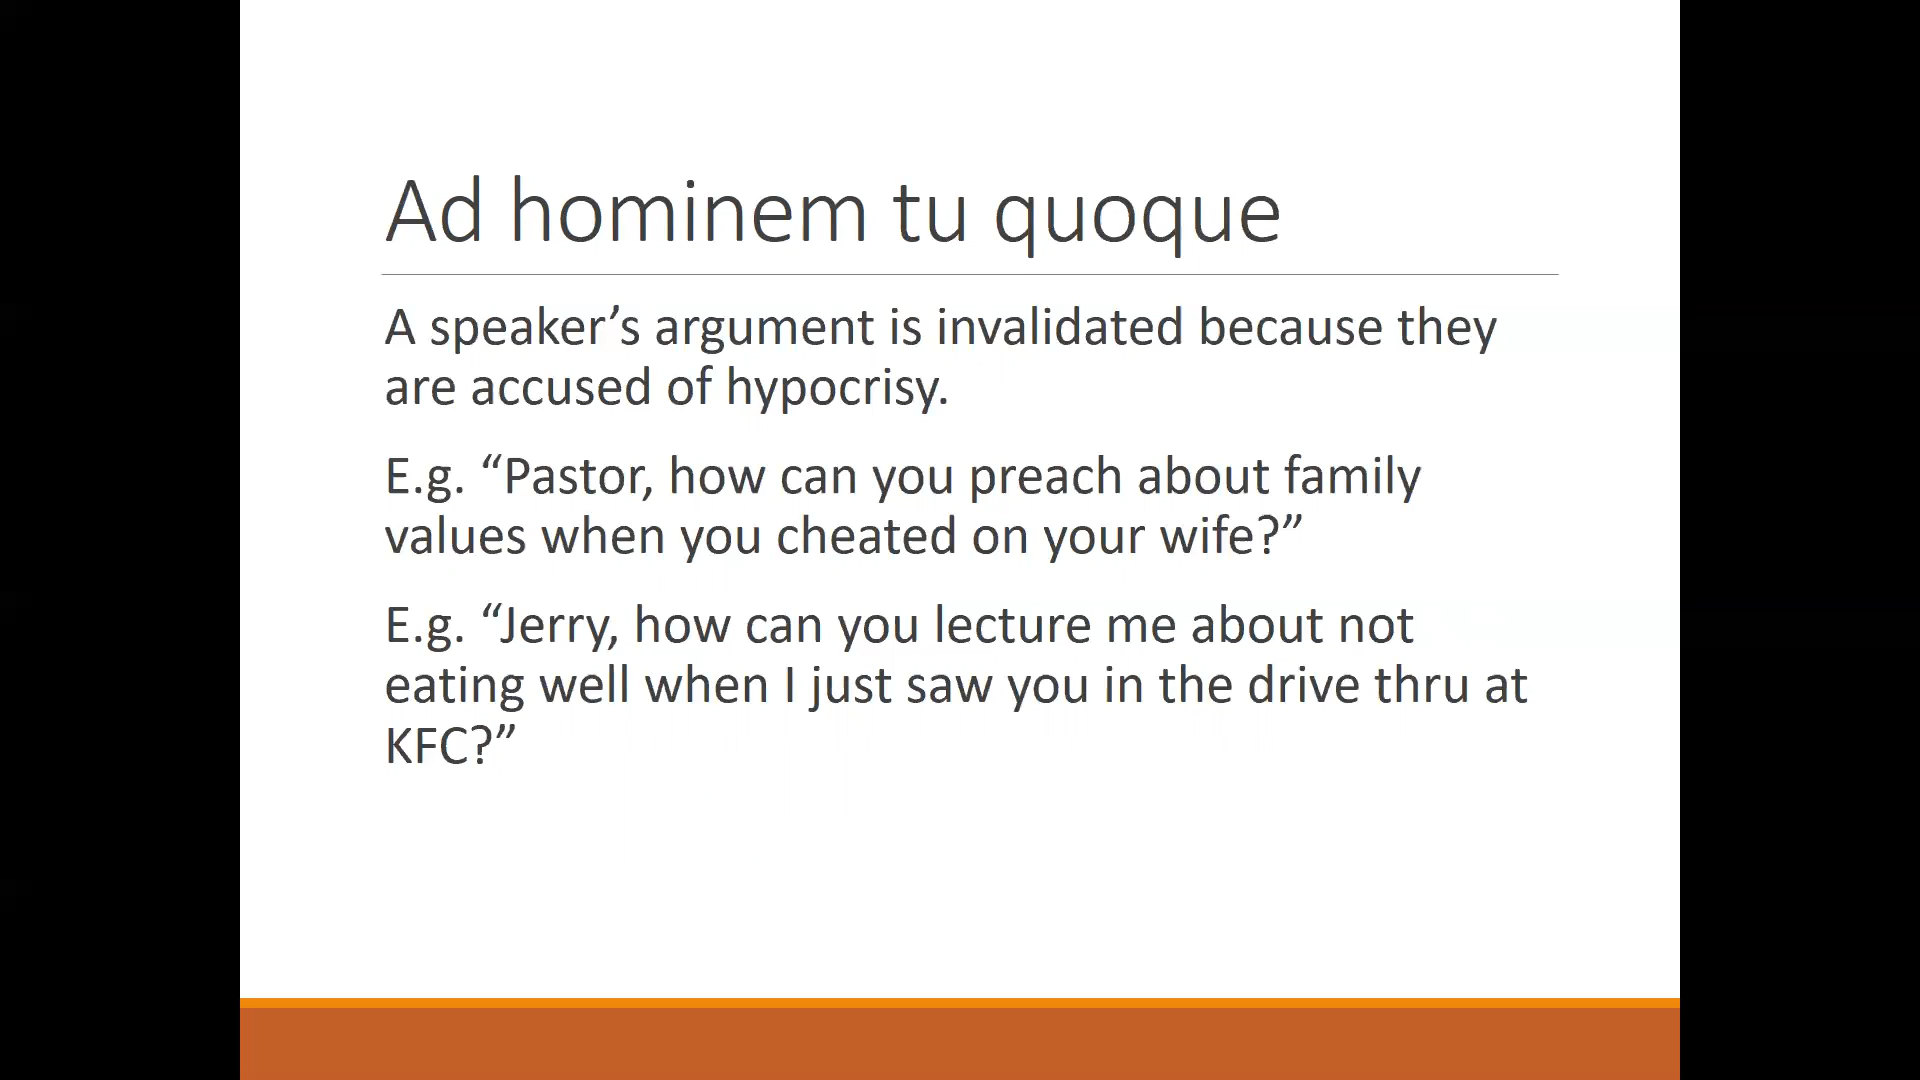 Ad hominem tu quoque
A speaker’s argument is invalidated because they
are accused of hypocrisy.
E.g. “Pastor, how can you preach about family
values when you cheated on your wife?”
E.g. “Jerry, how can you lecture me about not
eating well when I just saw you in the drive thru at
KFC?”